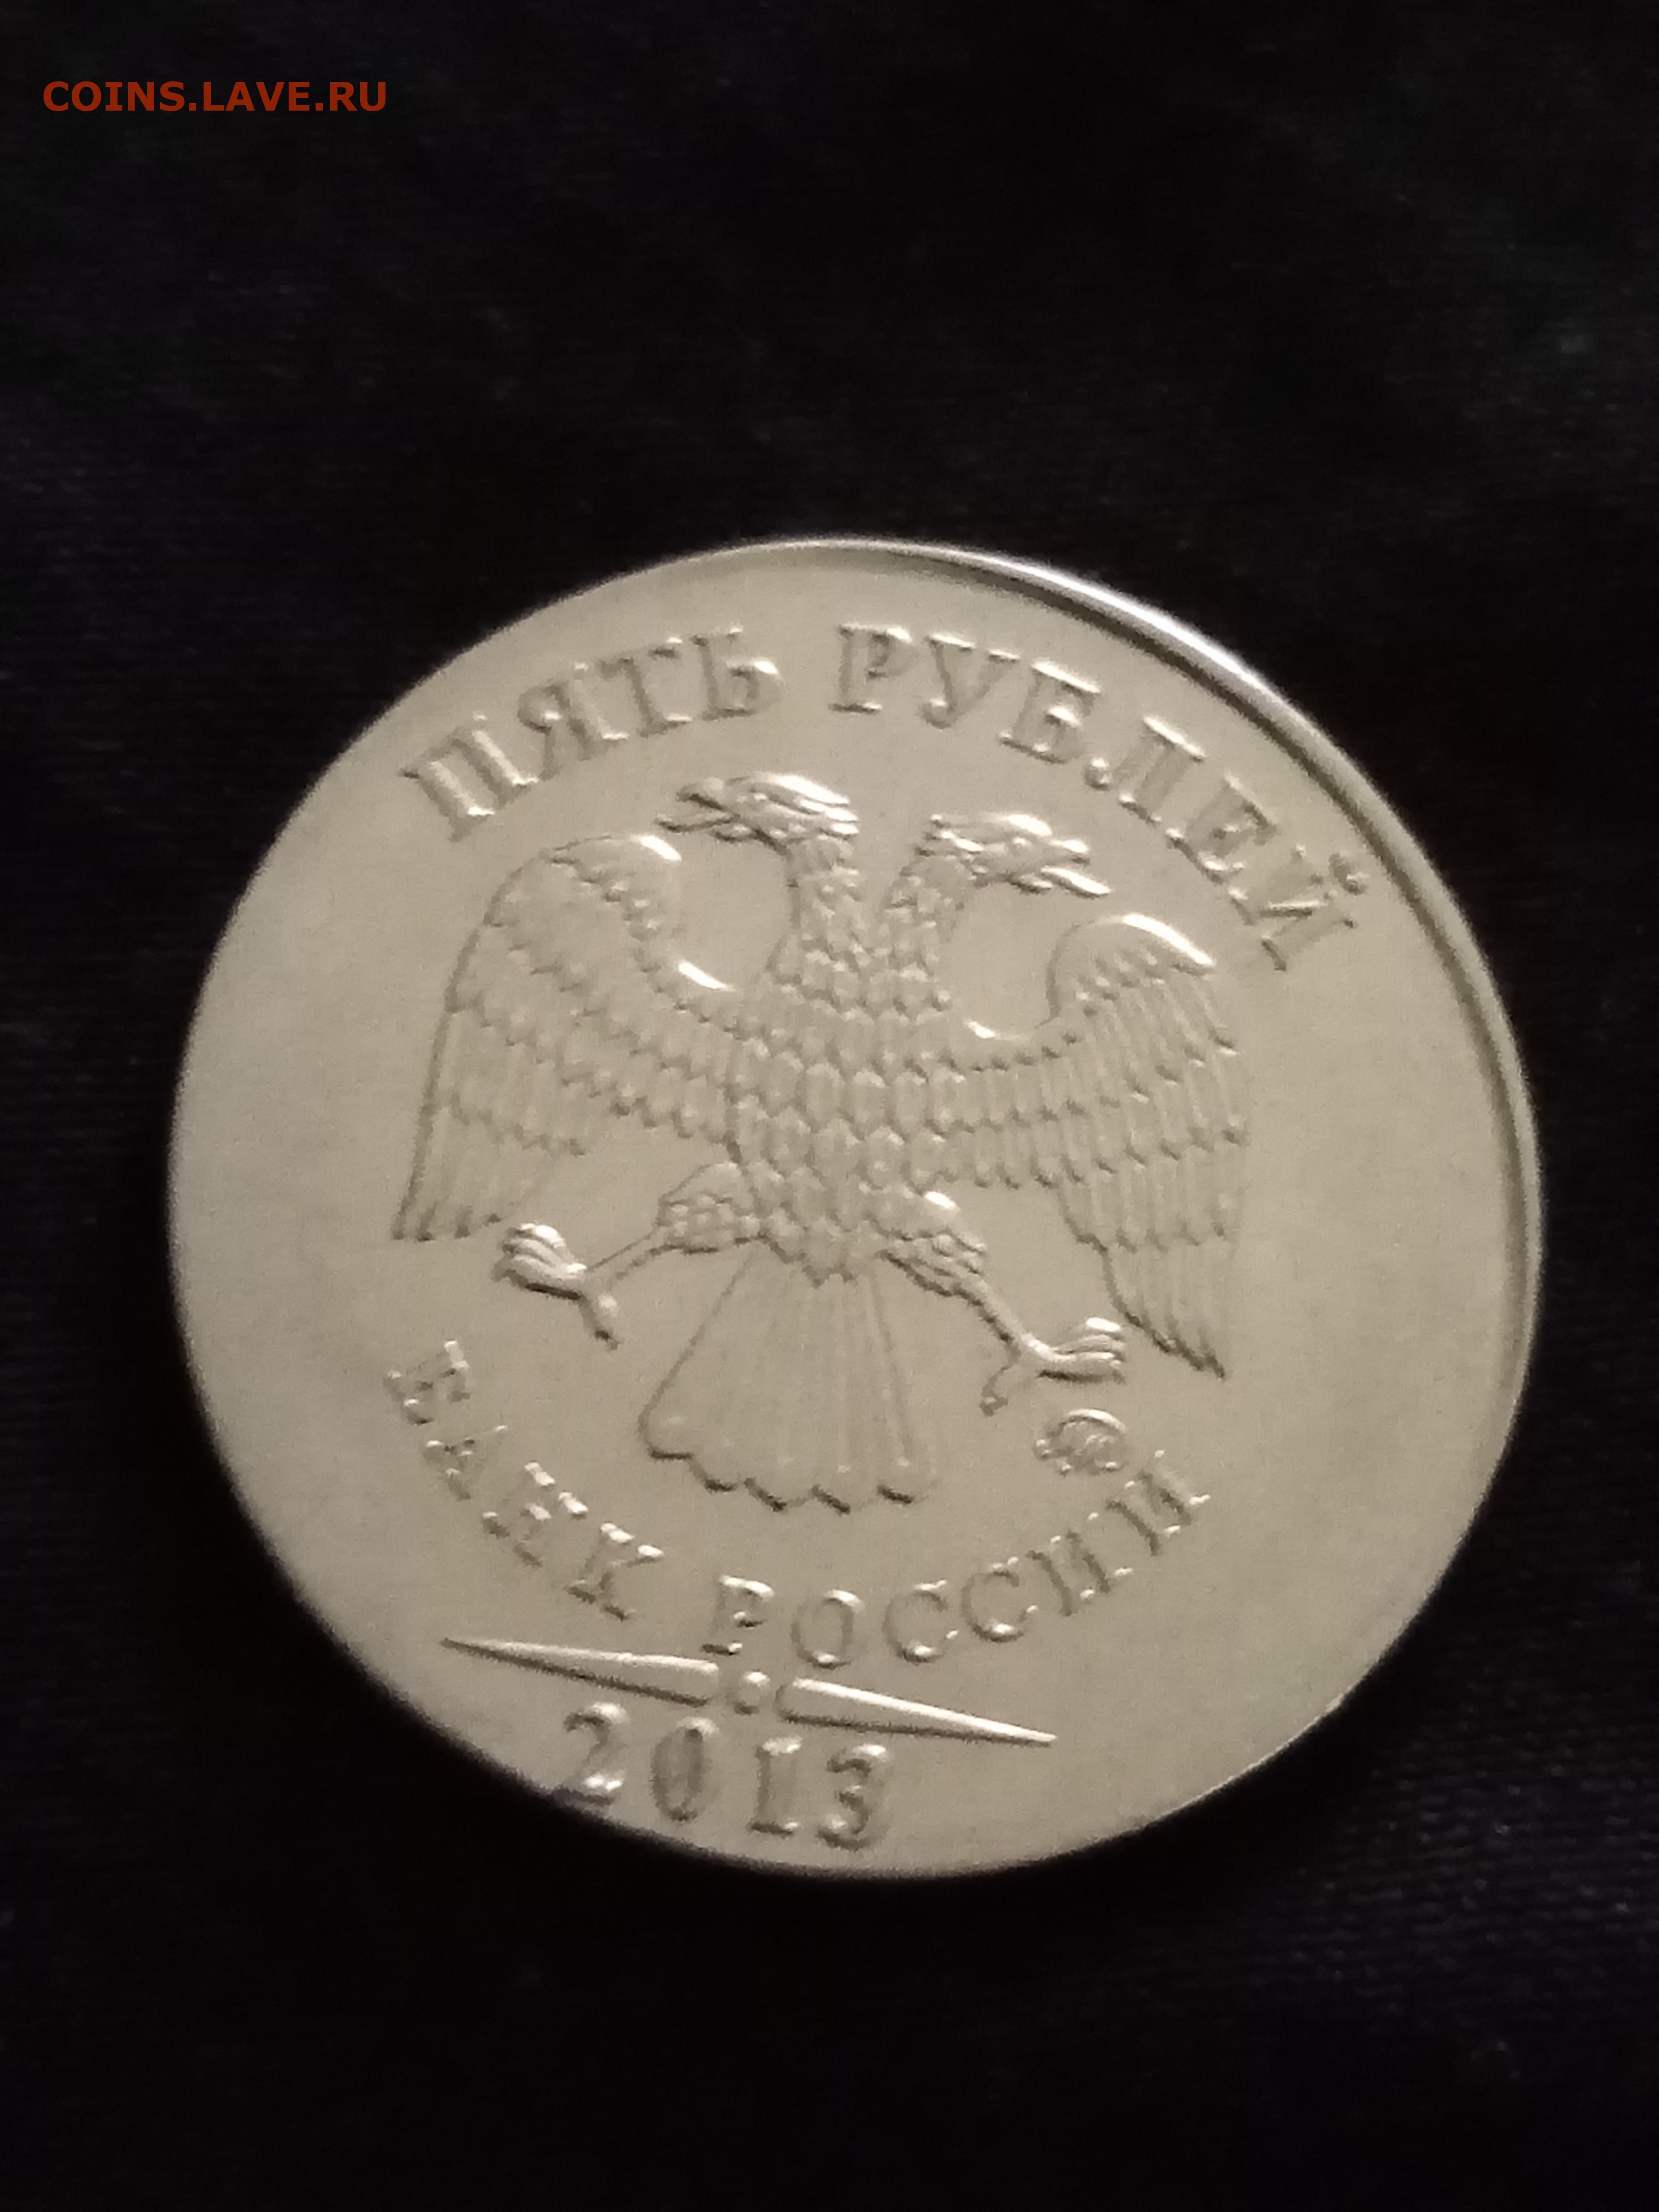 COINS.LAVE.RU
ПЯТЬ РУБЛЕЙ
БАНК РОССИИ
2013